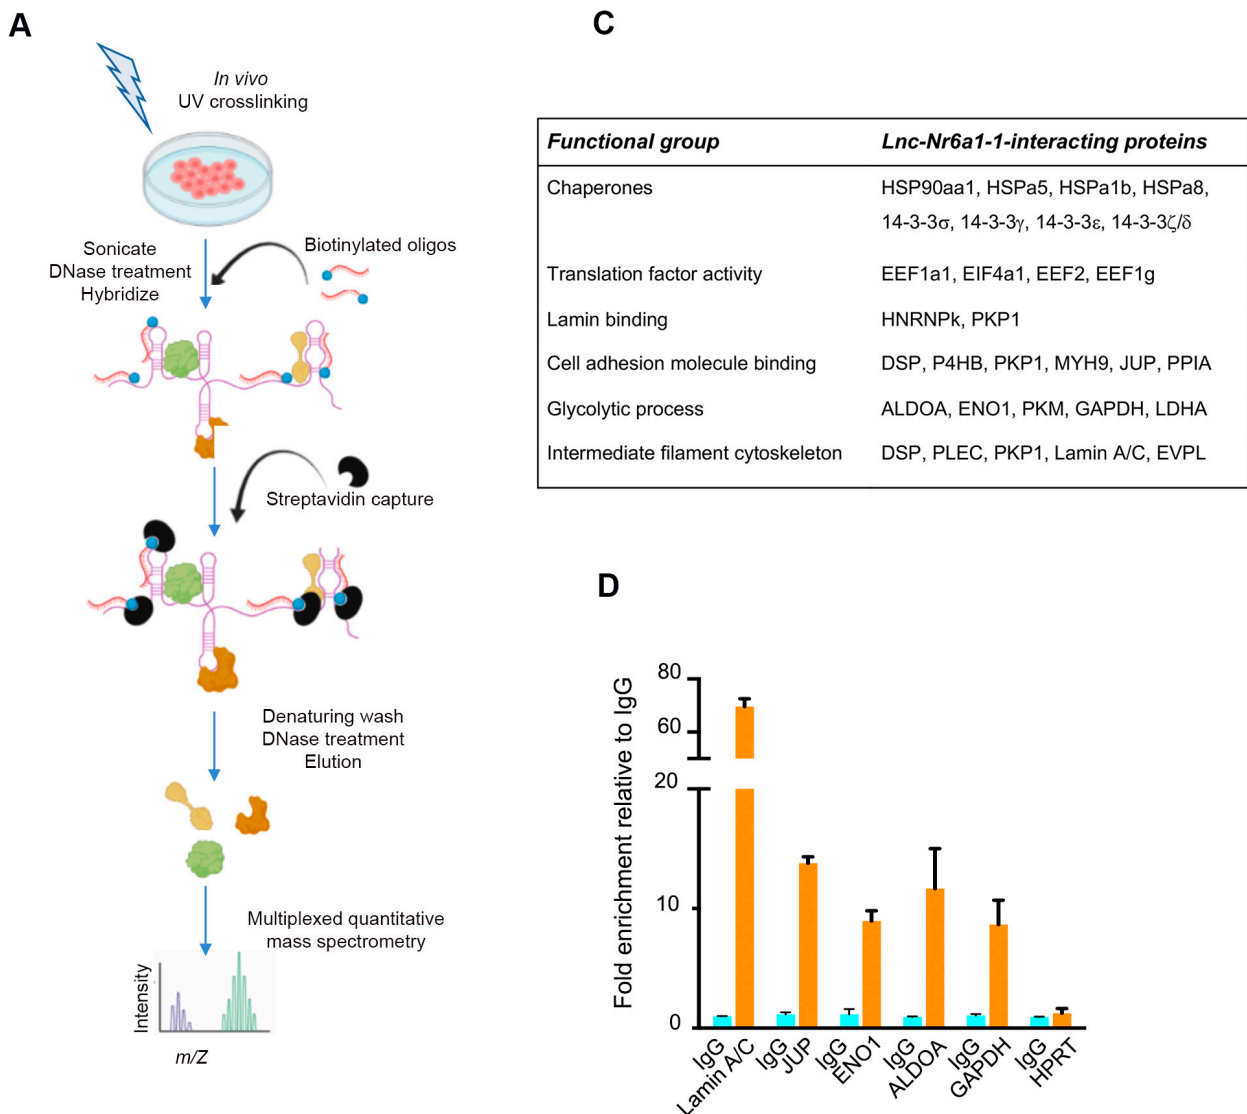 A
In vivo
UV crosslinking
Sonicate
DNase treatment
Hybridize
Biotinylated oligos
Streptavidin capture
Denaturing wash
DNase treatment
Elution
Multiplexed quantitative
mass spectrometry
Intensity
m/Z
C
Functional group Lnc-Nr6a1-1-interacting proteins
Chaperones HSP90aa1, HSPa5, HSPa1b, HSPa8,
14-3-3σ, 14-3-3γ, 14-3-3ε, 14-3-3ζ/δ
Translation factor activity EEF1a1, EIF4a1, EEF2, EEF1g
Lamin binding HNRNPk, PKP1
Cell adhesion molecule binding DSP, P4HB, PKP1, MYH9, JUP, PPIA
Glycolytic process ALDOA, ENO1, PKM, GAPDH, LDHA
Intermediate filament cytoskeleton DSP, PLEC, PKP1, Lamin A/C, EVPL
D
Fold enrichment relative to IgG
80
60
20
10
0
IgG
Lamin A/C
IgG
JUP
IgG
ENO1
IgG
ALDOA
IgG
GAPDH
IgG
HPRT